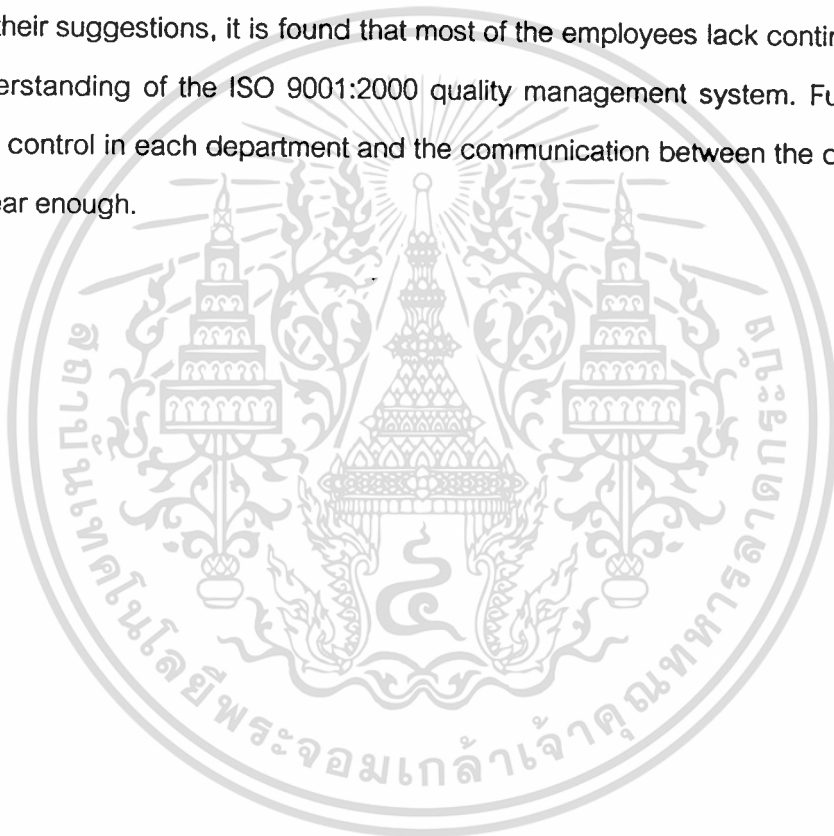 their suggestions, it is found that most of the employees lack
erstanding of the ISO 9001:2000 quality management system.
control in each department and the communication between the
ear enough.
สถาบันเทคโนโลยีพระจอมเกล้าเจ้าคุณทหารลาดกระบัง